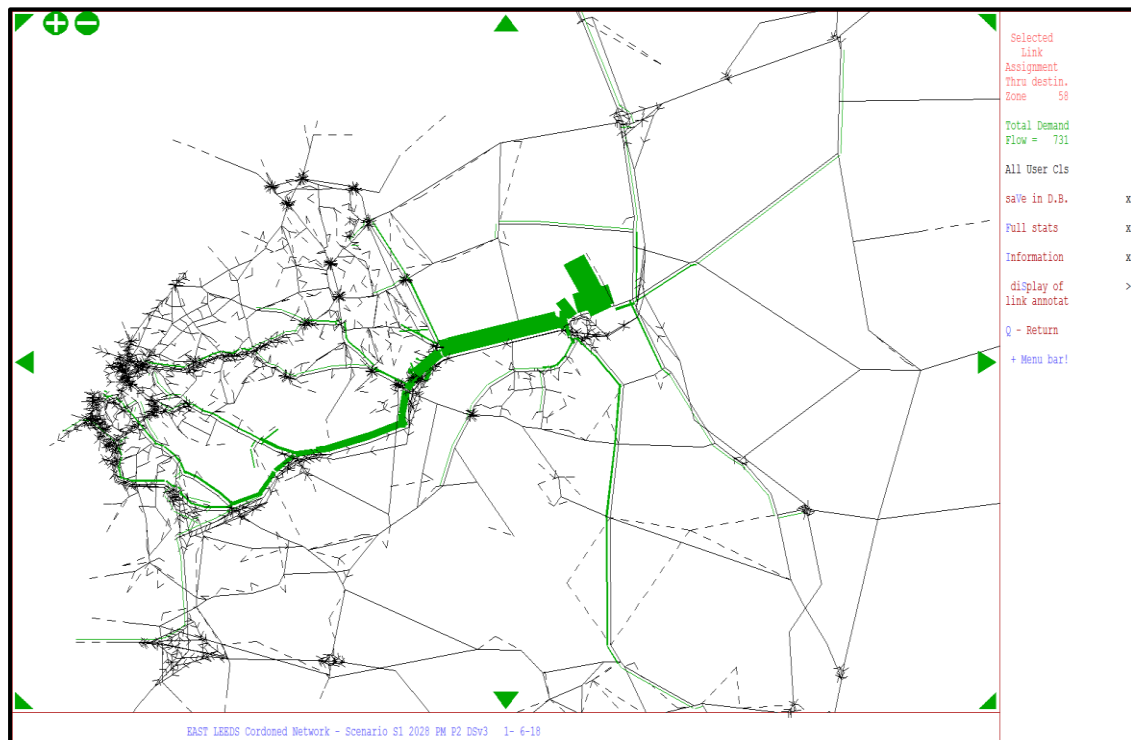 Selected
Link
Assignment
Thru destin.
Zone 58
Total Demand
Flow = 731
All User Cls
saVe in D.B. x
Full stats x
Information x
diSplay of >
link annotat
Q - Return
+ Menu bar!
EAST LEEDS Cordoned Network - Scenario S1 2028 PM P2 DSv3 1- 6-18